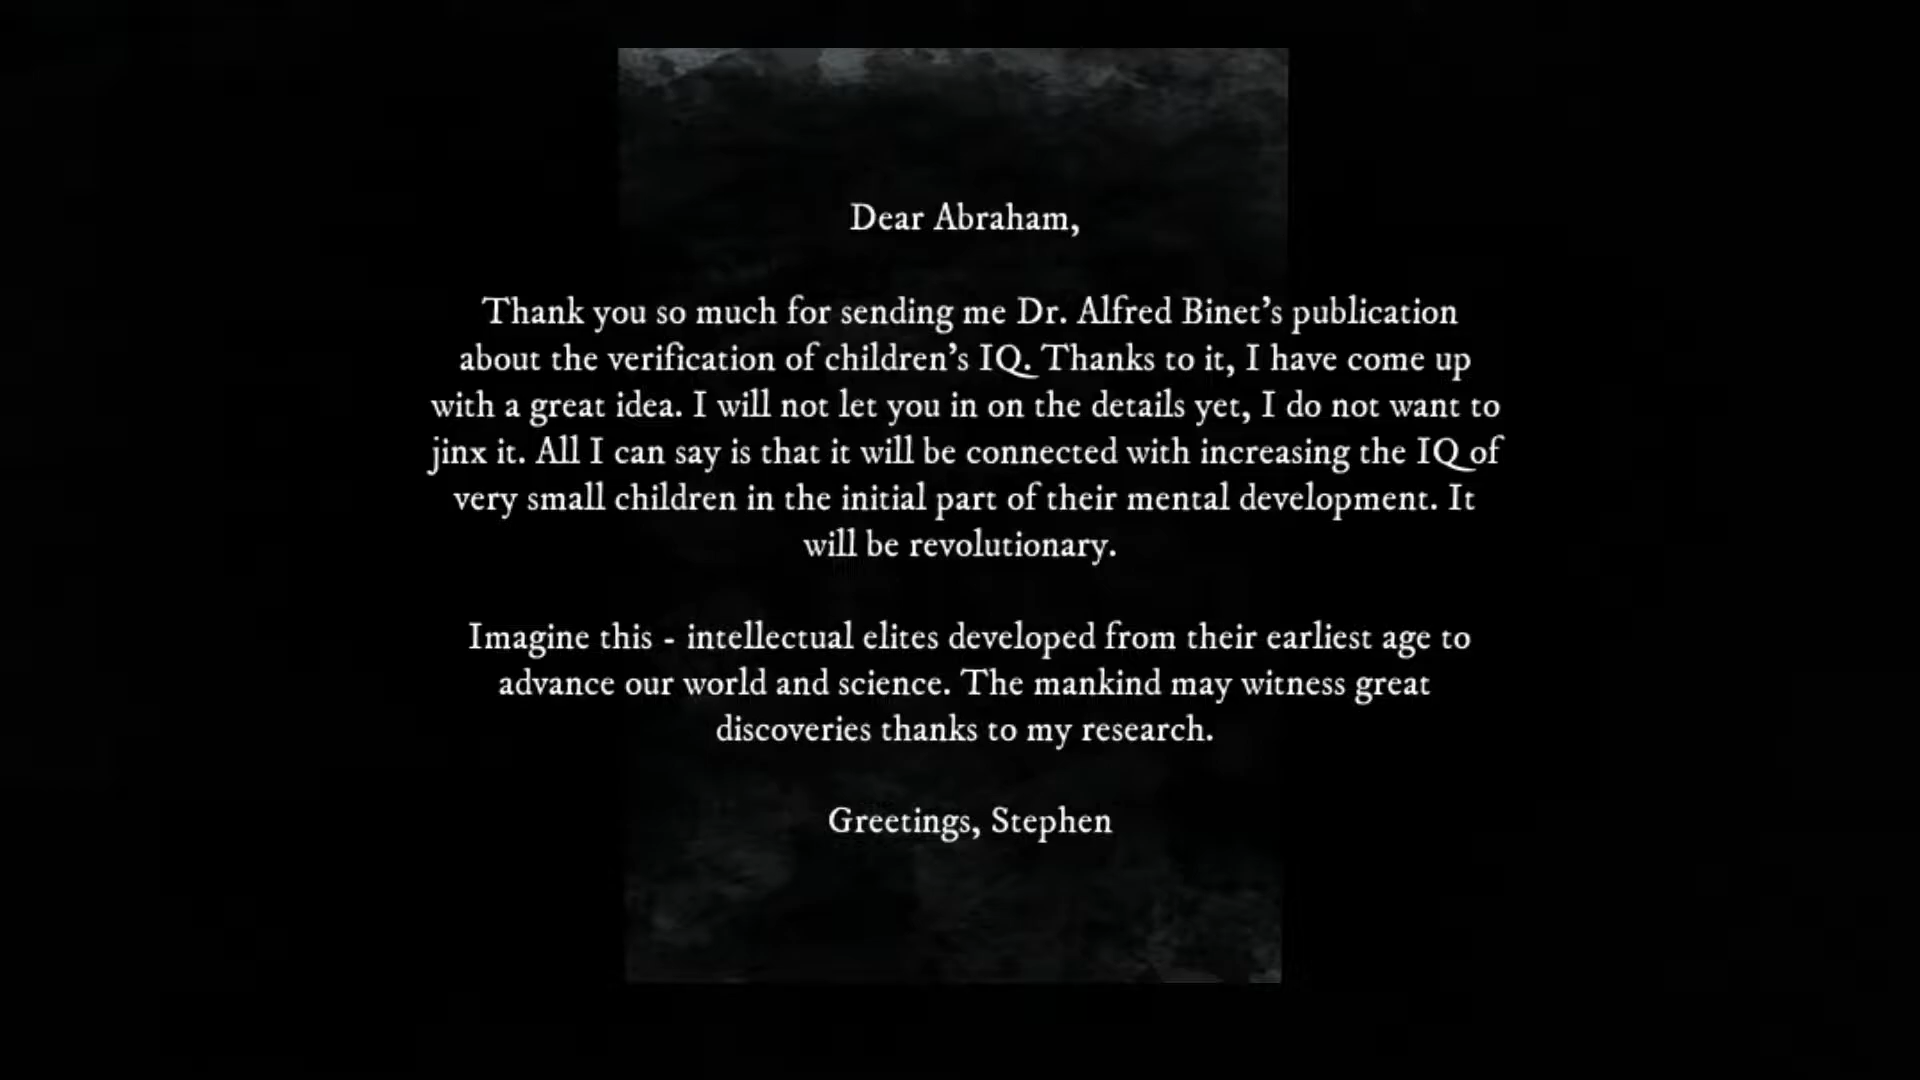 Dear Abraham,
Thank you so much for sending me Dr. Alfred Binet's publication
about the verification of children's IQ. Thanks to it, I have come up
with a great idea. I will not let you in on the details yet, I do not want to
jinx it. All I can say is that it will be connected with increasing the IQ of
very small children in the initial part of their mental development. It
will be revolutionary.
Imagine this - intellectual elites developed from their earliest age to
advance our world and science. The mankind may witness great
discoveries thanks to my research.
Greetings, Stephen